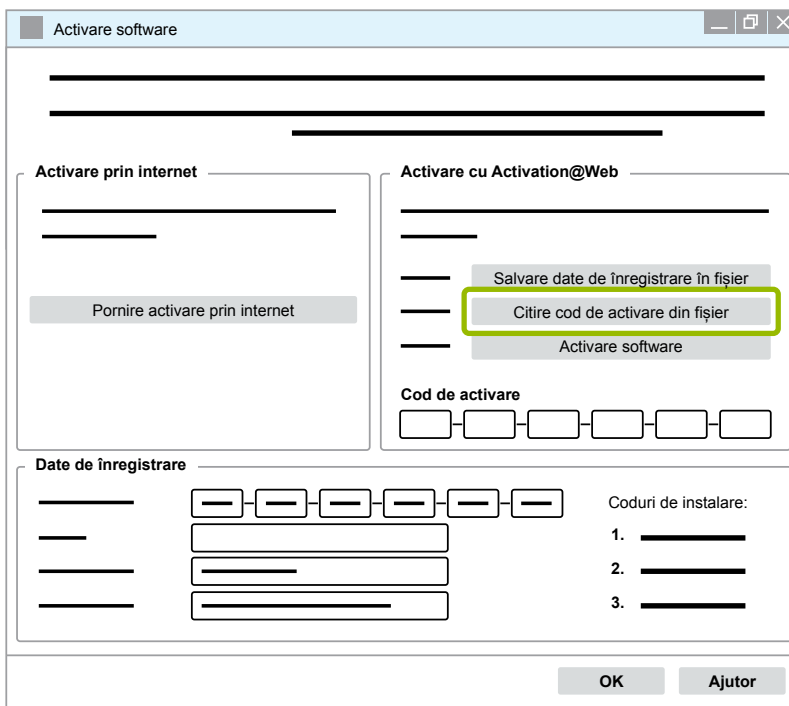 Activare software
Activare prin internet
Pornire activare prin internet
Activare cu Activation@Web
Salvare date de înregistrare în fișier
Citire cod de activare din fișier
Activare software
Cod de activare
Date de înregistrare
Coduri de instalare:
1.
2.
3.
OK
Ajutor